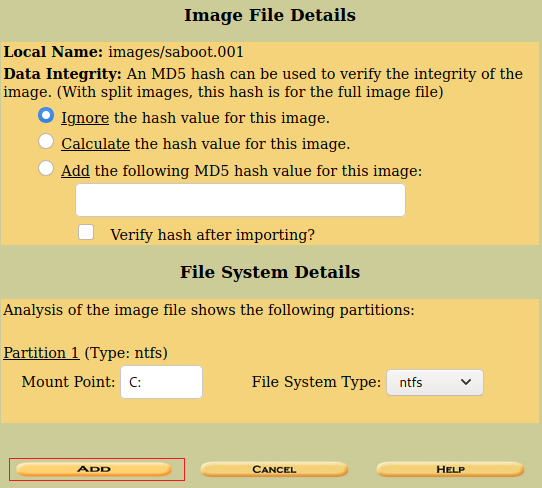 Image File Details
Local Name: images/saboot.001
Data Integrity: An MD5 hash can be used to verify the integrity of the
image. (With split images, this hash is for the full image file)
Ignore the hash value for this image.
Calculate the hash value for this image.
Add the following MD5 hash value for this image:
Verify hash after importing?
File System Details
Analysis of the image file shows the following partitions:
Partition 1 (Type: ntfs)
Mount Point: C: File System Type: ntfs
ADD CANCEL HELP